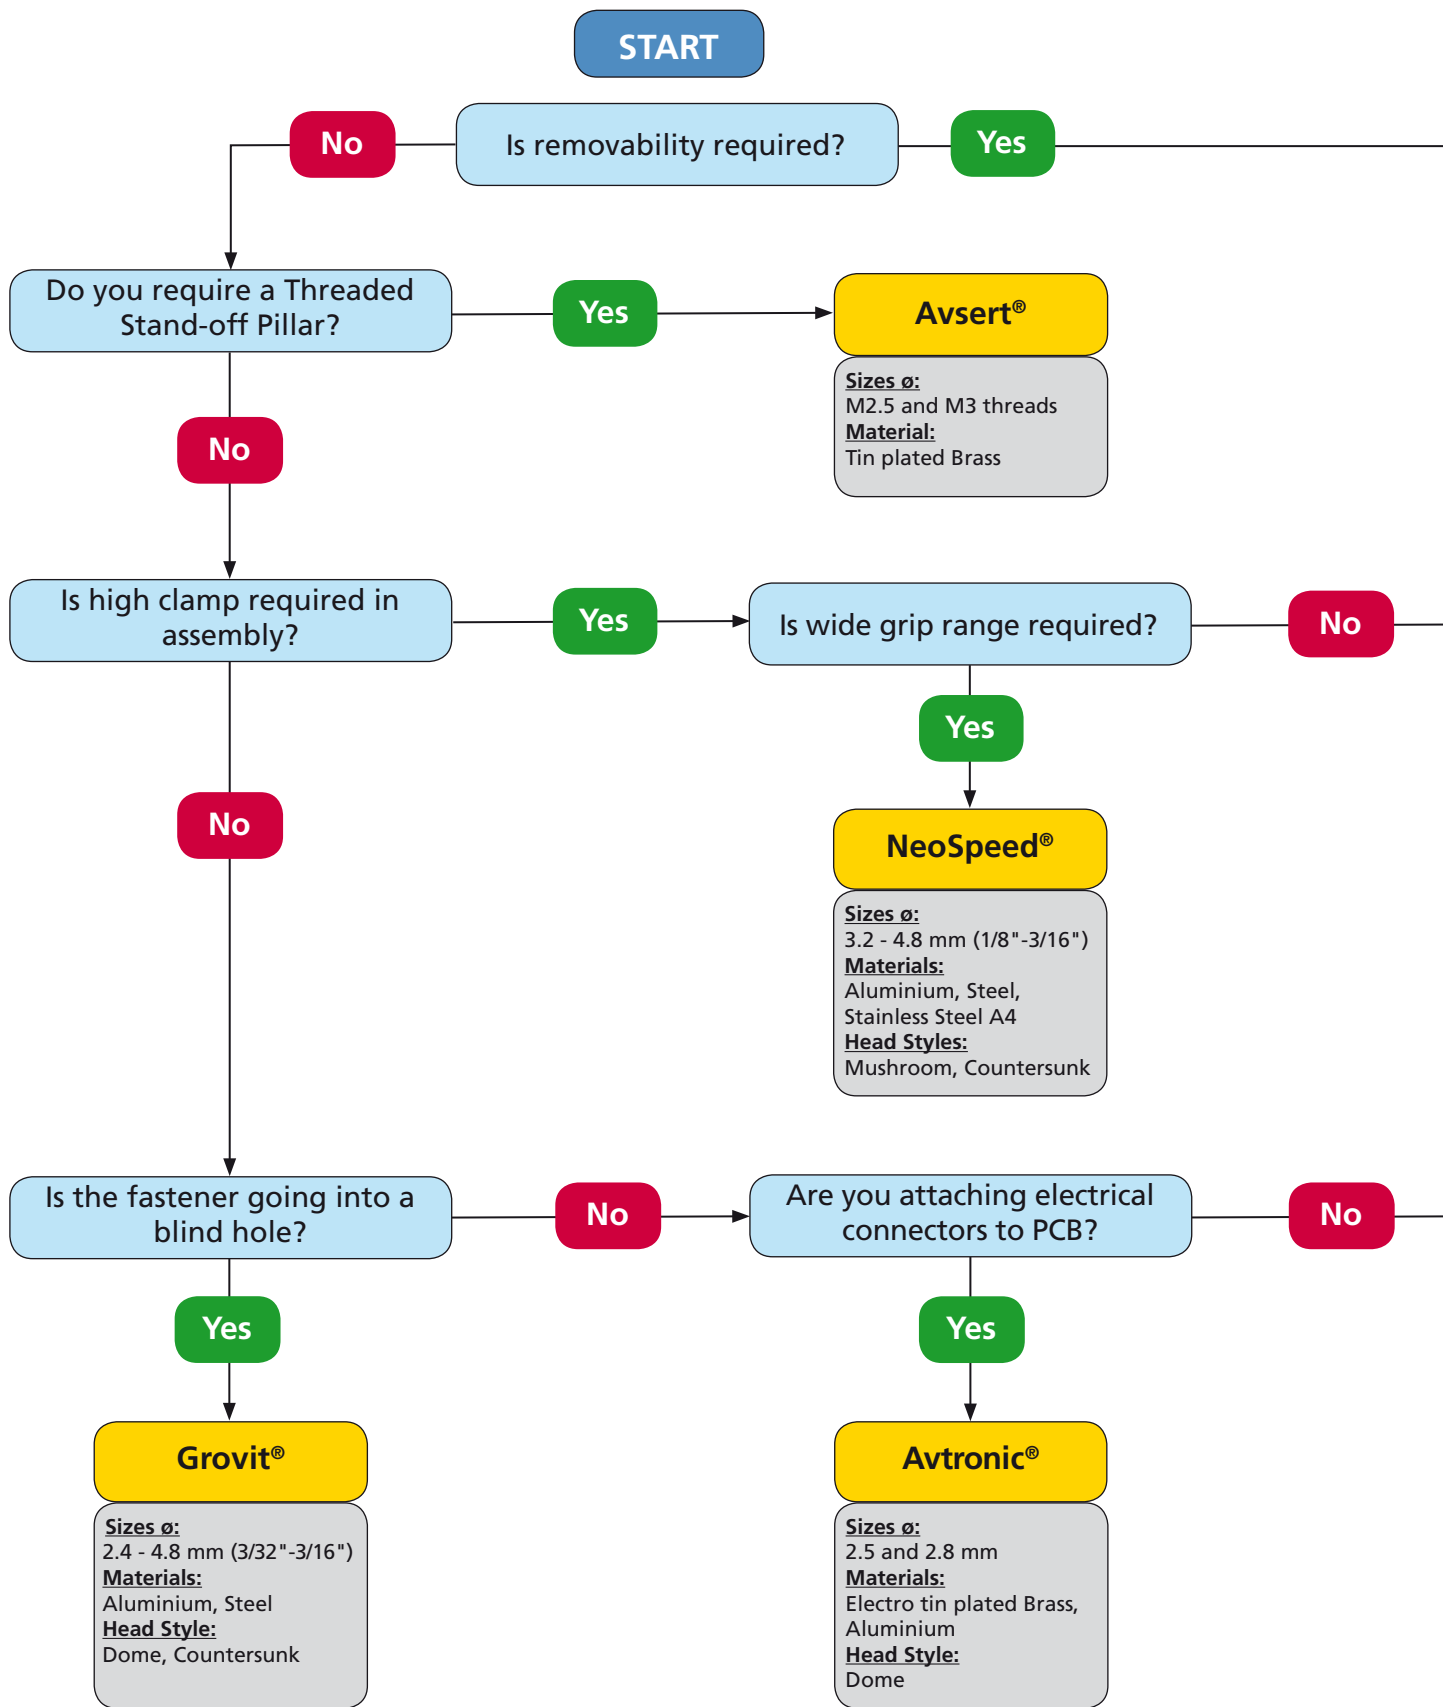 START
No
Is removability required?
Yes
Do you require a Threaded
Stand-off Pillar?
Yes
Avsert®
Sizes ø:
M2.5 and M3 threads
Material:
Tin plated Brass
No
Is high clamp required in
assembly?
Yes
Is wide grip range required?
No
Yes
No
NeoSpeed®
Sizes ø:
3.2 - 4.8 mm (1/8"-3/16")
Materials:
Aluminium, Steel,
Stainless Steel A4
Head Styles:
Mushroom, Countersunk
Is the fastener going into a
blind hole?
No
Are you attaching electrical
connectors to PCB?
No
Yes
Yes
Grovit®
Sizes ø:
2.4 - 4.8 mm (3/32"-3/16")
Materials:
Aluminium, Steel
Head Style:
Dome, Countersunk
Avtronic®
Sizes ø:
2.5 and 2.8 mm
Materials:
Electro tin plated Brass,
Aluminium
Head Style:
Dome